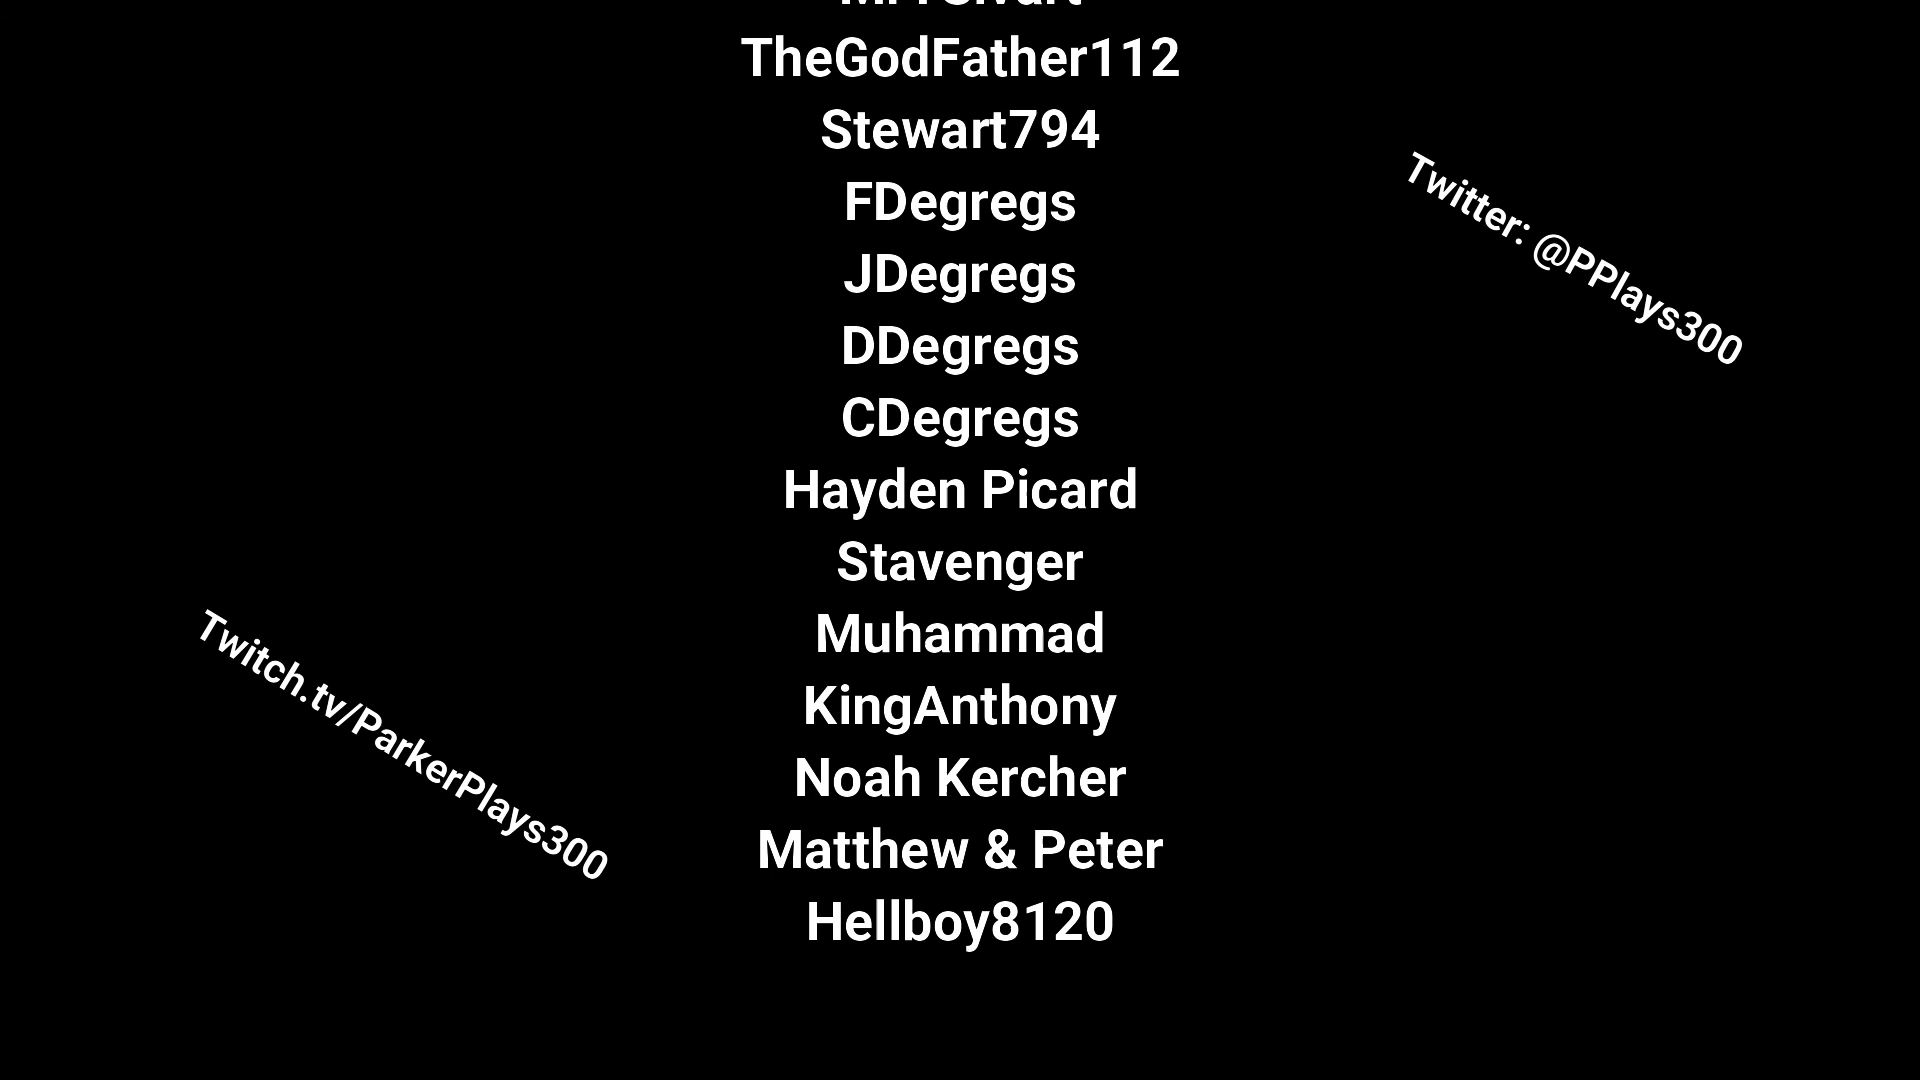 TheGodFather112
Stewart794
FDegregs
JDegregs
DDegregs
CDegregs
Hayden Picard
Stavenger
Muhammad
KingAnthony
Noah Kercher
Matthew & Peter
Hellboy8120
Twitter: @PPlays300
Twitch.tv/ParkerPlays300